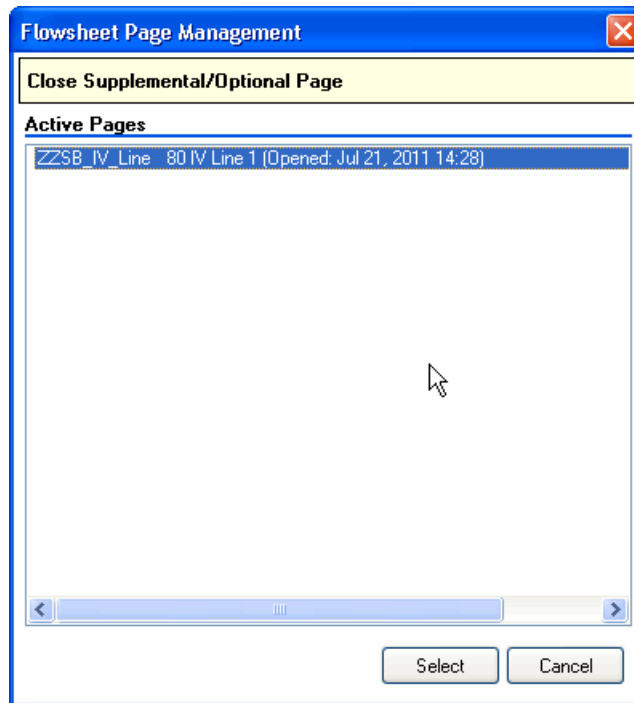 Flowsheet Page Management
Close Supplemental/Optional Page
Active Pages
ZZSB_IV_Line 80 IV Line 1 (Opened: Jul 21, 2011 14:28)
Select Cancel